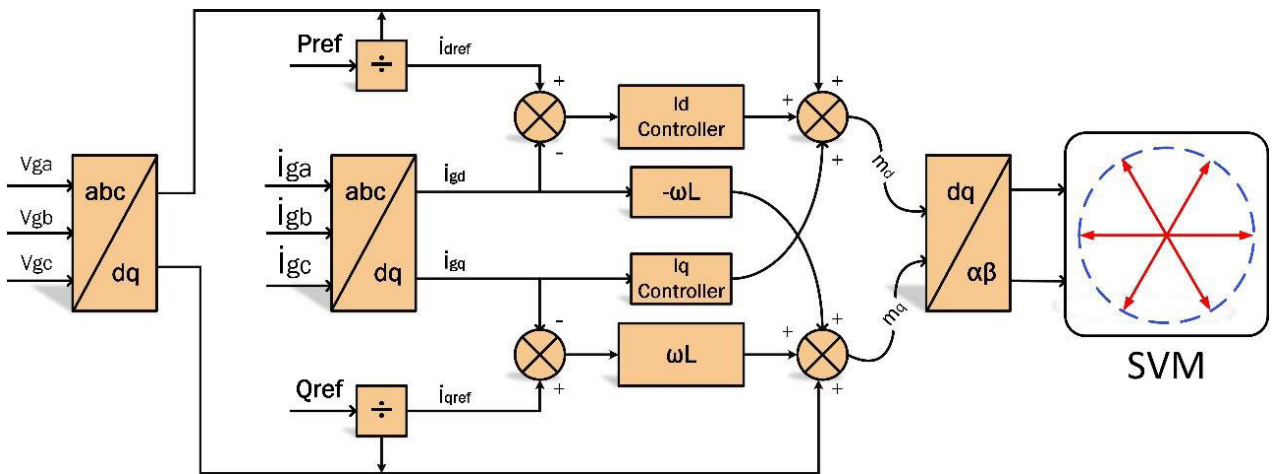 Pref
÷
idref
+
-
Id
Controller
+
+
+
Vga
Vgb
Vgc
abc
dq
iga
igb
igc
abc
dq
igd
igq
-ωL
Iq
Controller
md
mq
dq
αβ
SVM
-
+
ωL
+
+
+
Qref
÷
iqref